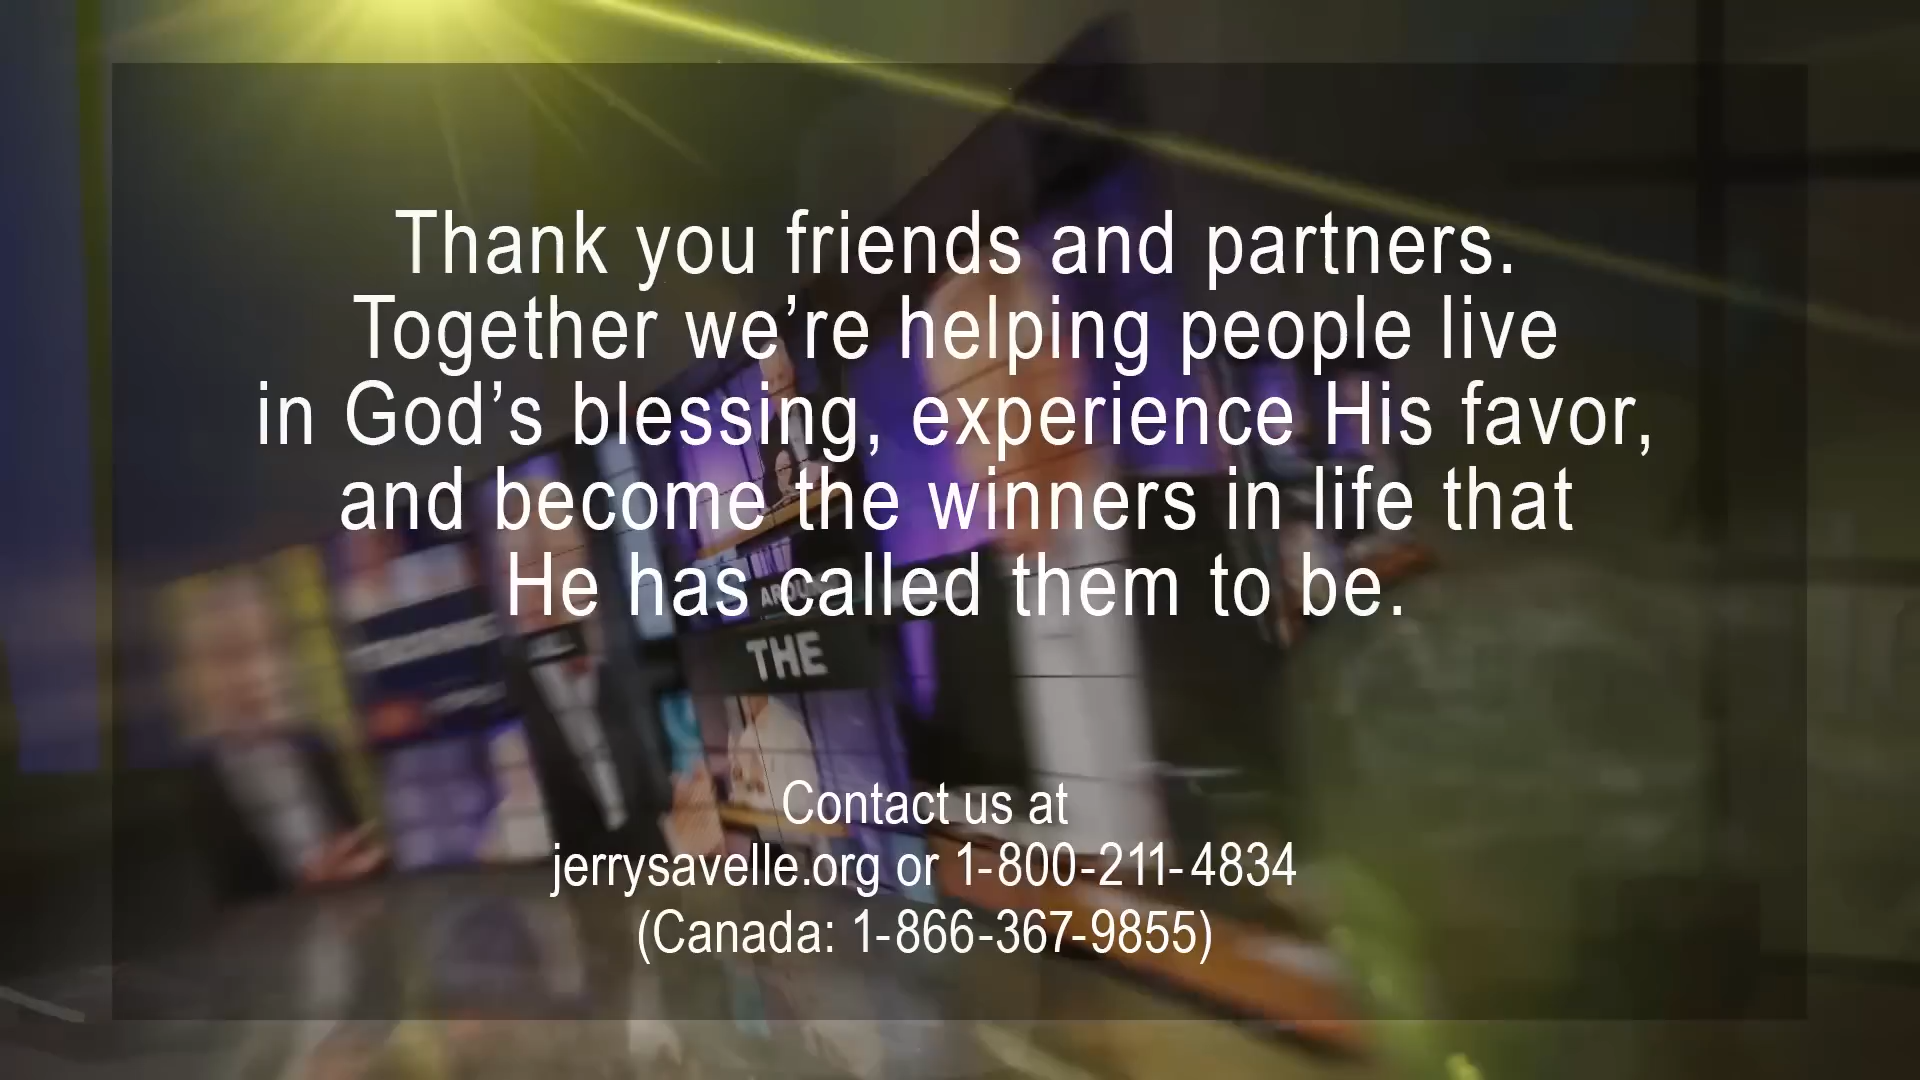 Thank you friends and partners.
Together we’re helping people live
in God’s blessing, experience His favor,
and become the winners in life that
He has called them to be.
THE
Contact us at
jerrysavelle.org or 1-800-211-4834
(Canada: 1-866-367-9855)